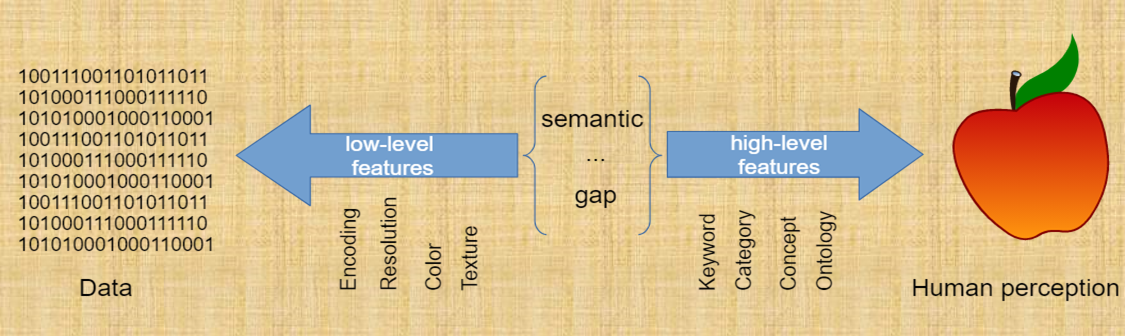 100111001101011011
101000111000111110
101010001000110001
100111001101011011
101000111000111110
101010001000110001
100111001101011011
101000111000111110
101010001000110001
Data
low-level
features
Encoding
Resolution
Color
Texture
semantic
...
gap
high-level
features
Keyword
Category
Concept
Ontology
Human perception